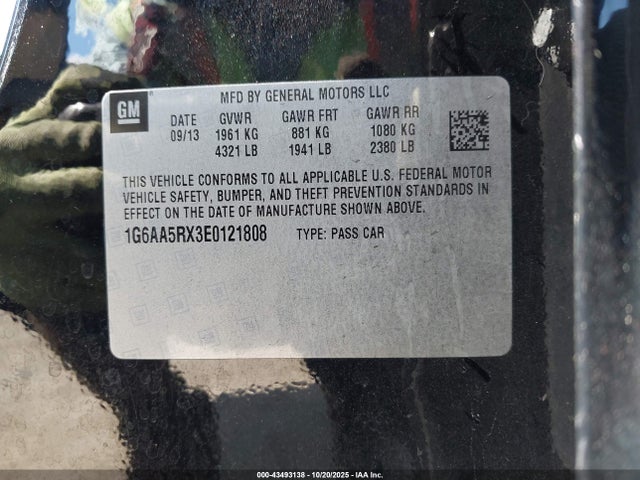 MFD BY GENERAL MOTORS LLC
GM
DATE GVWR GAWR FRT GAWR RR
09/13 1961 KG 881 KG 1080 KG
4321 LB 1941 LB 2380 LB
THIS VEHICLE CONFORMS TO ALL APPLICABLE U.S. FEDERAL MOTOR
VEHICLE SAFETY, BUMPER, AND THEFT PREVENTION STANDARDS IN
EFFECT ON THE DATE OF MANUFACTURE SHOWN ABOVE.
1G6AA5RX3E0121808 TYPE: PASS CAR
000-43493138 - 10/20/2025 - IAA Inc.